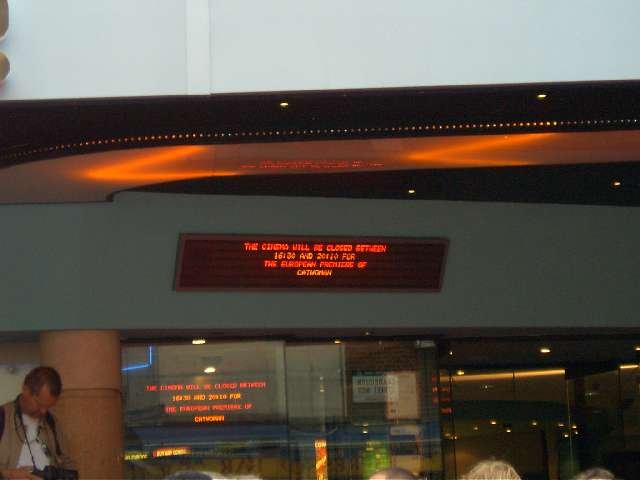 THE CINEMA WILL BE CLOSED BETWEEN
16:30 AND 20:10 FOR
THE EUROPEAN PREMIERE OF
CATWOMAN
THE CINEMA WILL BE CLOSED BETWEEN
16:30 AND 20:10 FOR
THE EUROPEAN PREMIERE OF
CATWOMAN